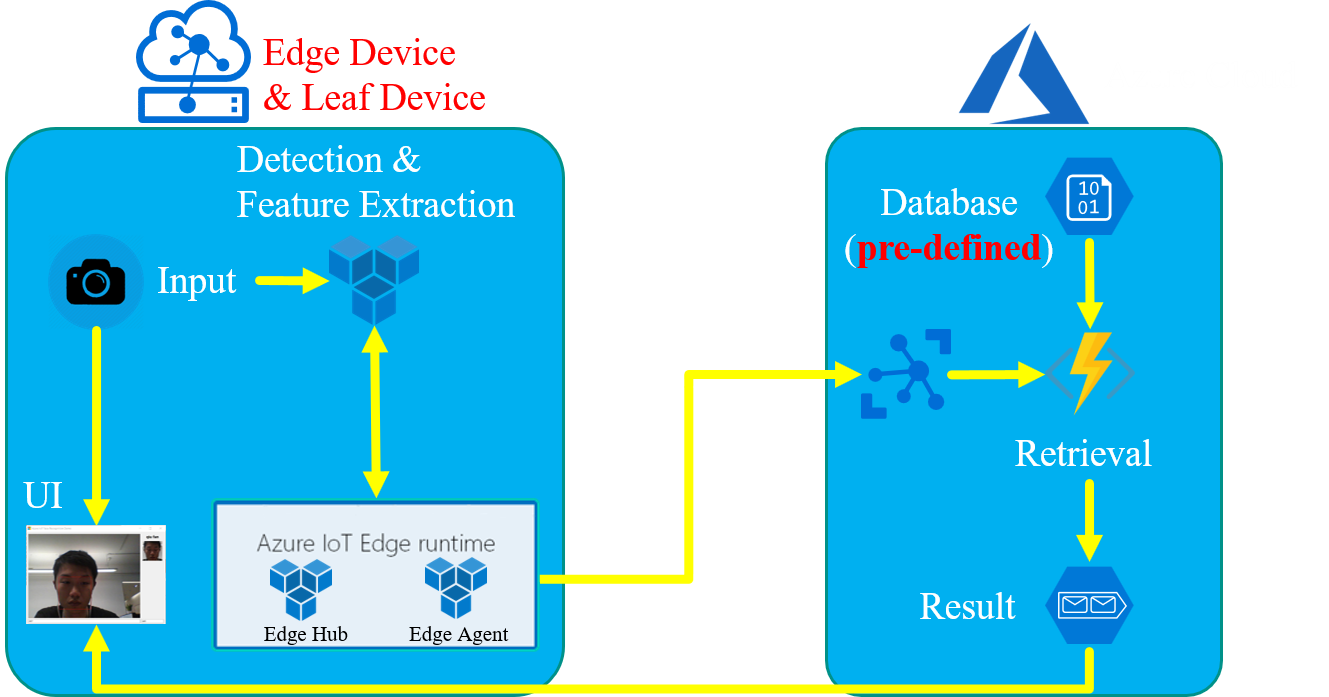 Edge Device
& Leaf Device
Detection &
Feature Extraction
Input
UI
Azure IoT Edge runtime
Edge Hub
Edge Agent
Database
(pre-defined)
10
01
Retrieval
Result